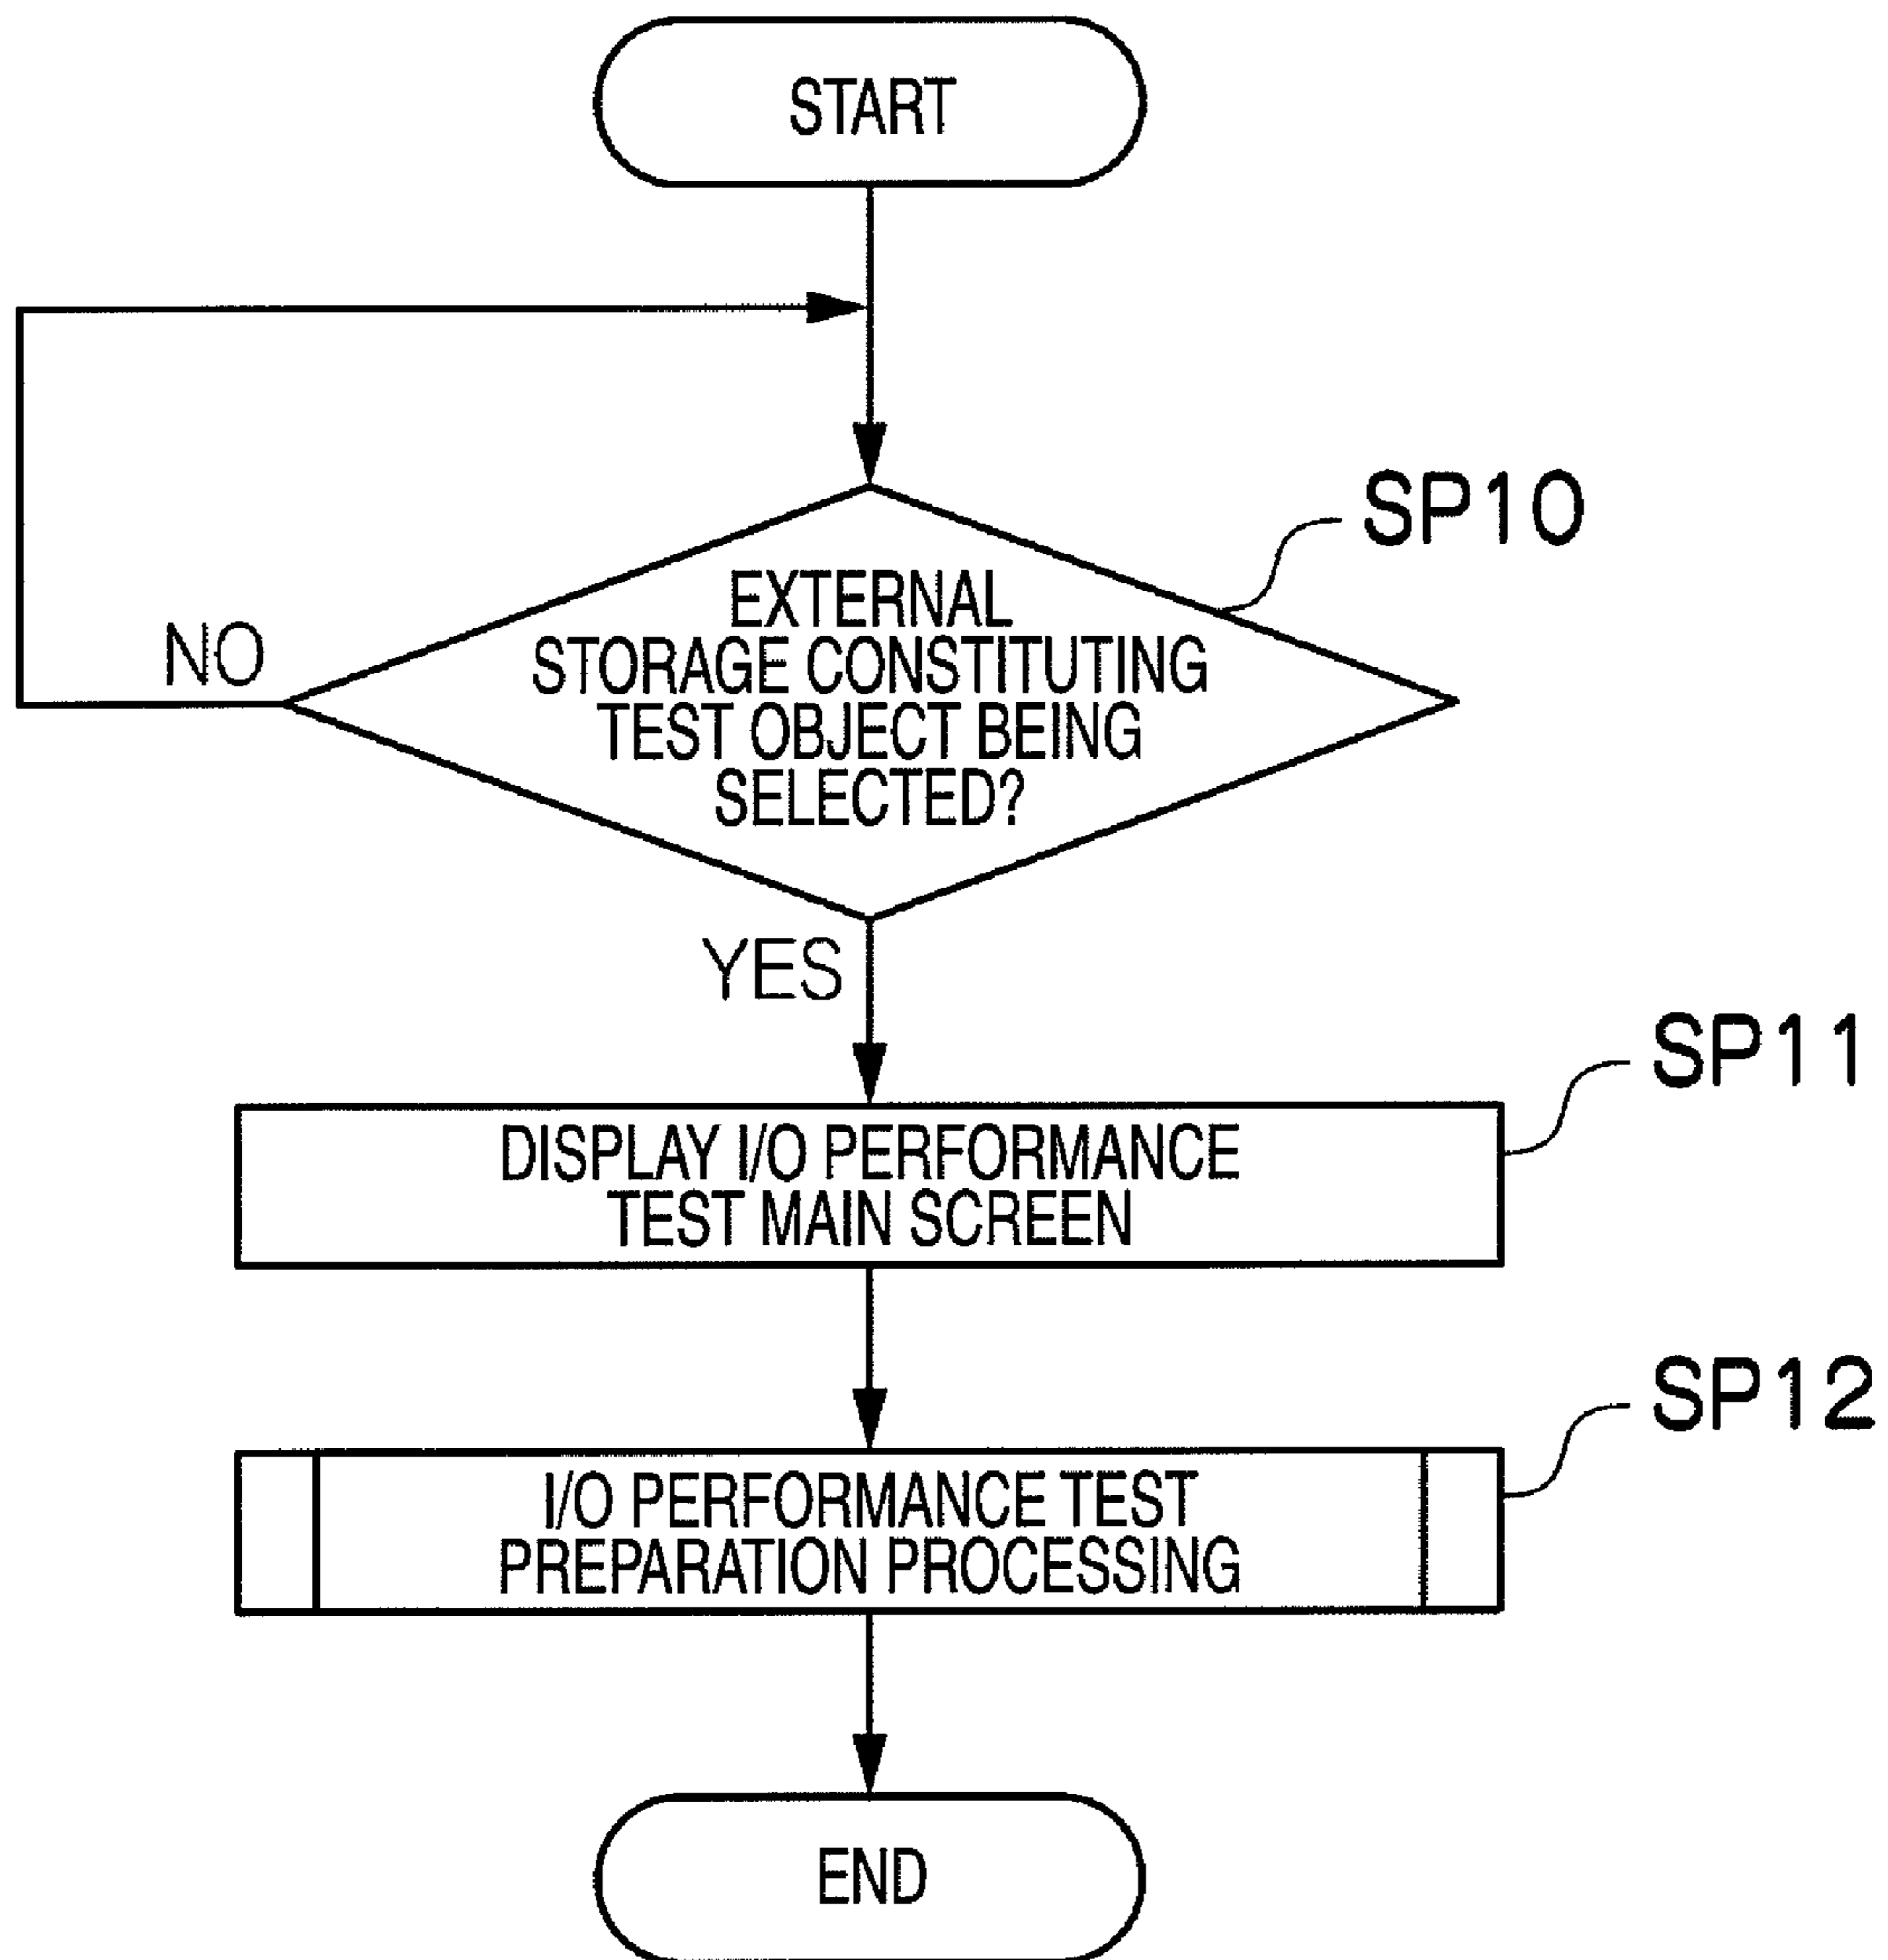 START
SP10
EXTERNAL
STORAGE CONSTITUTING
TEST OBJECT BEING
SELECTED?
NO
YES
SP11
DISPLAY I/O PERFORMANCE
TEST MAIN SCREEN
SP12
I/O PERFORMANCE TEST
PREPARATION PROCESSING
END